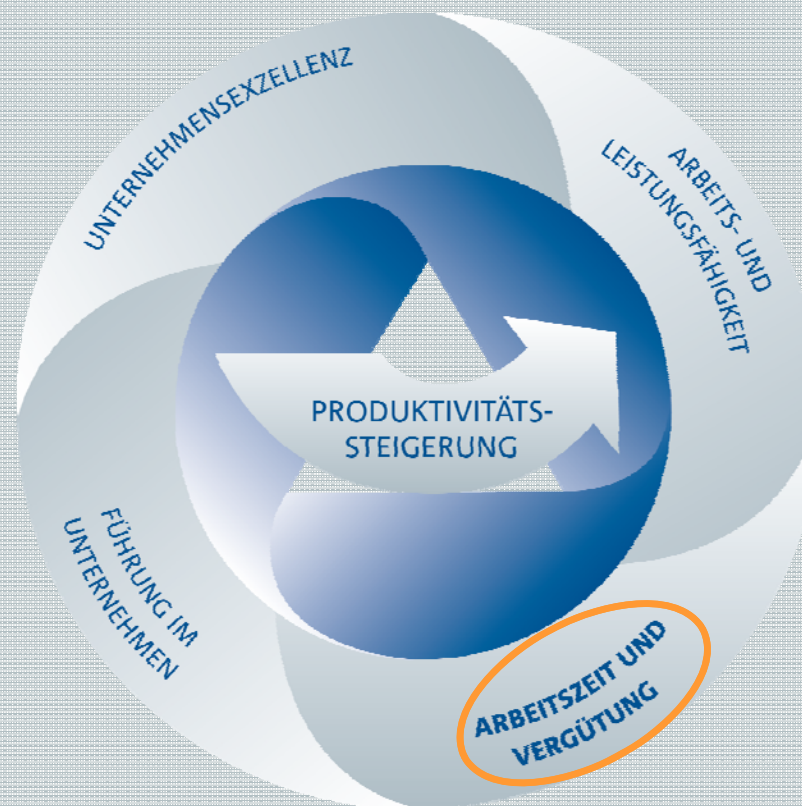 UNTERNEHMENSEXZELLENZ
ARBEITS- UND
LEISTUNGSFÄHIGKEIT
PRODUKTIVITÄTS-
STEIGERUNG
FÜHRUNG IM
UNTERNEHMEN
ARBEITSZEIT UND
VERGÜTUNG